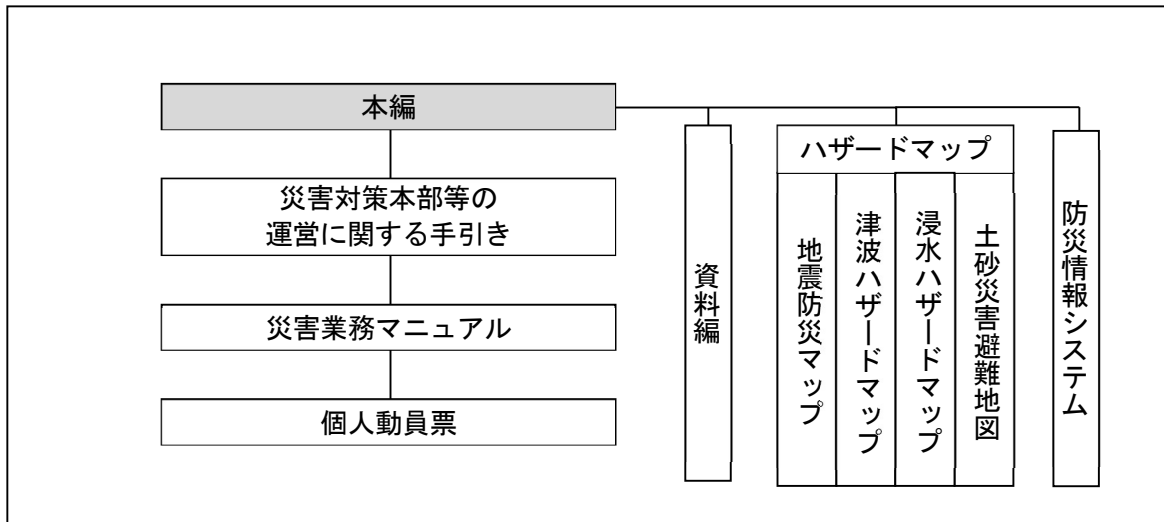 本編
災害対策本部等の
運営に関する手引き
災害業務マニュアル
個人動員票
資料編
ハザードマップ
地震防災マップ
津波ハザードマップ
浸水ハザードマップ
土砂災害避難地図
防災情報システム